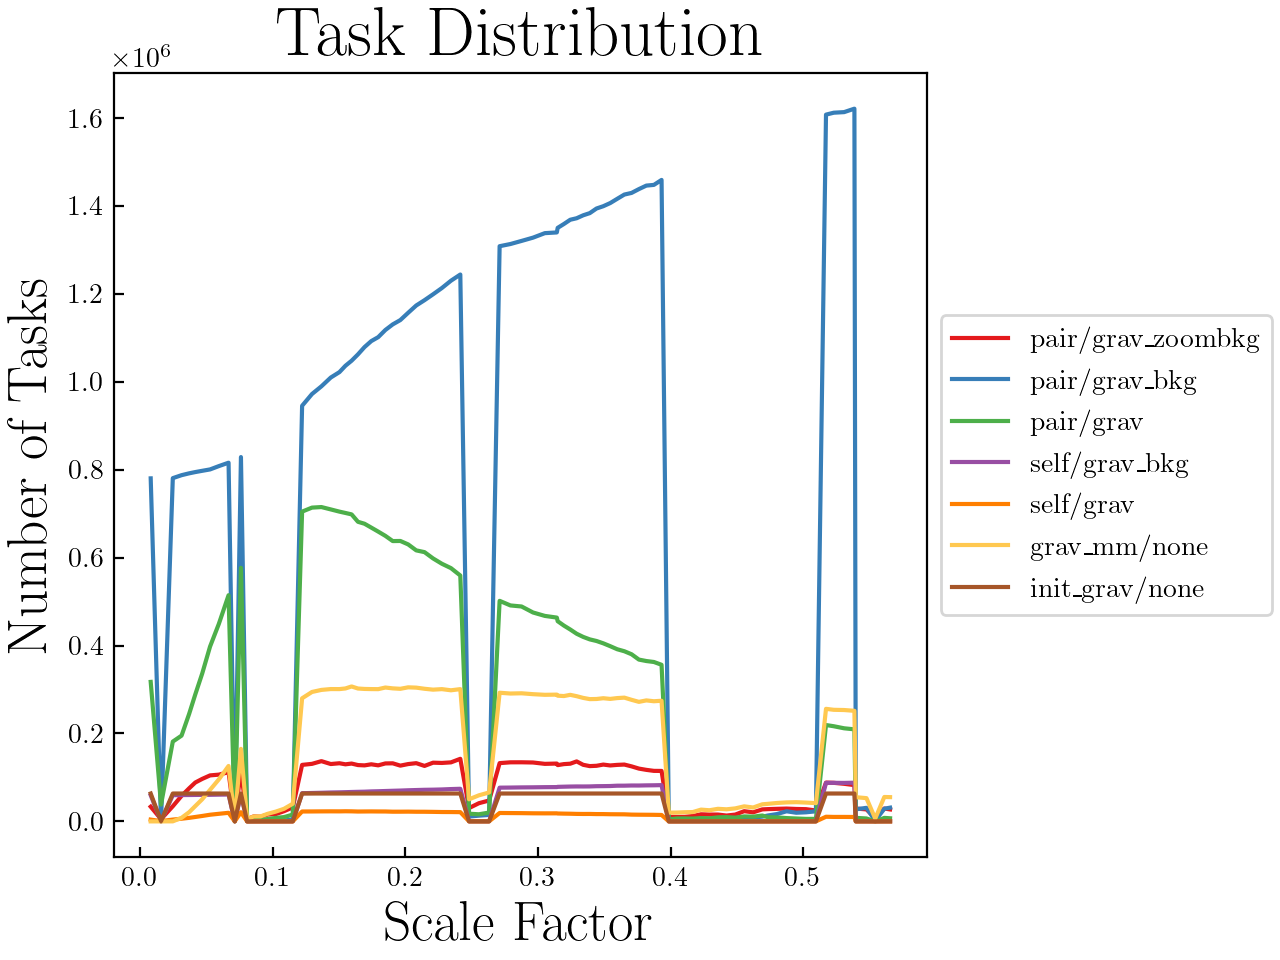 Task Distribution
×10⁶
1.6
1.4
1.2
1.0
0.8
0.6
0.4
0.2
0.0
Number of Tasks
0.0 0.1 0.2 0.3 0.4 0.5
Scale Factor
pair/grav_zoombkg
pair/grav_bkg
pair/grav
self/grav_bkg
self/grav
grav_mm/none
init_grav/none